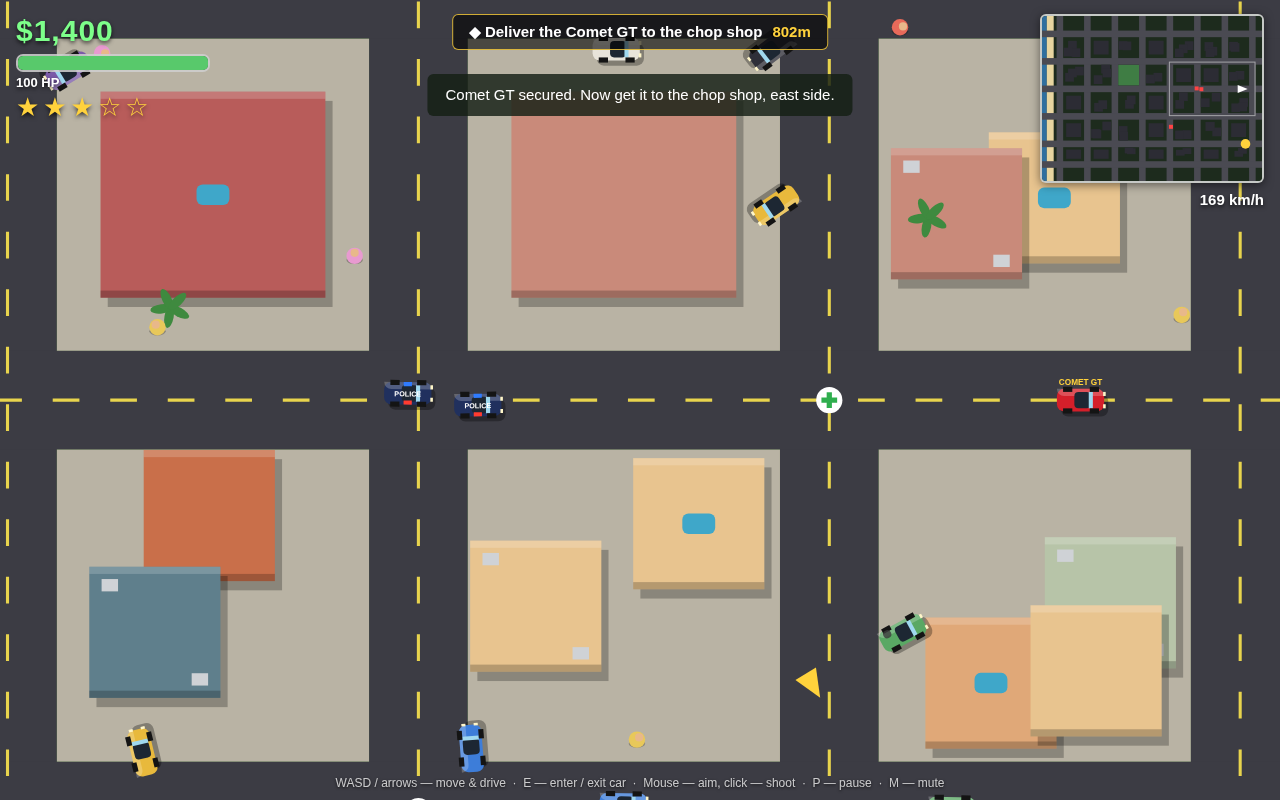 $1,400
100 HP
◆ Deliver the Comet GT to the chop shop 802m
Comet GT secured. Now get it to the chop shop, east side.
169 km/h
COMET GT
POLICE
POLICE
WASD / arrows — move & drive · E — enter / exit car · Mouse — aim, click — shoot · P — pause · M — mute